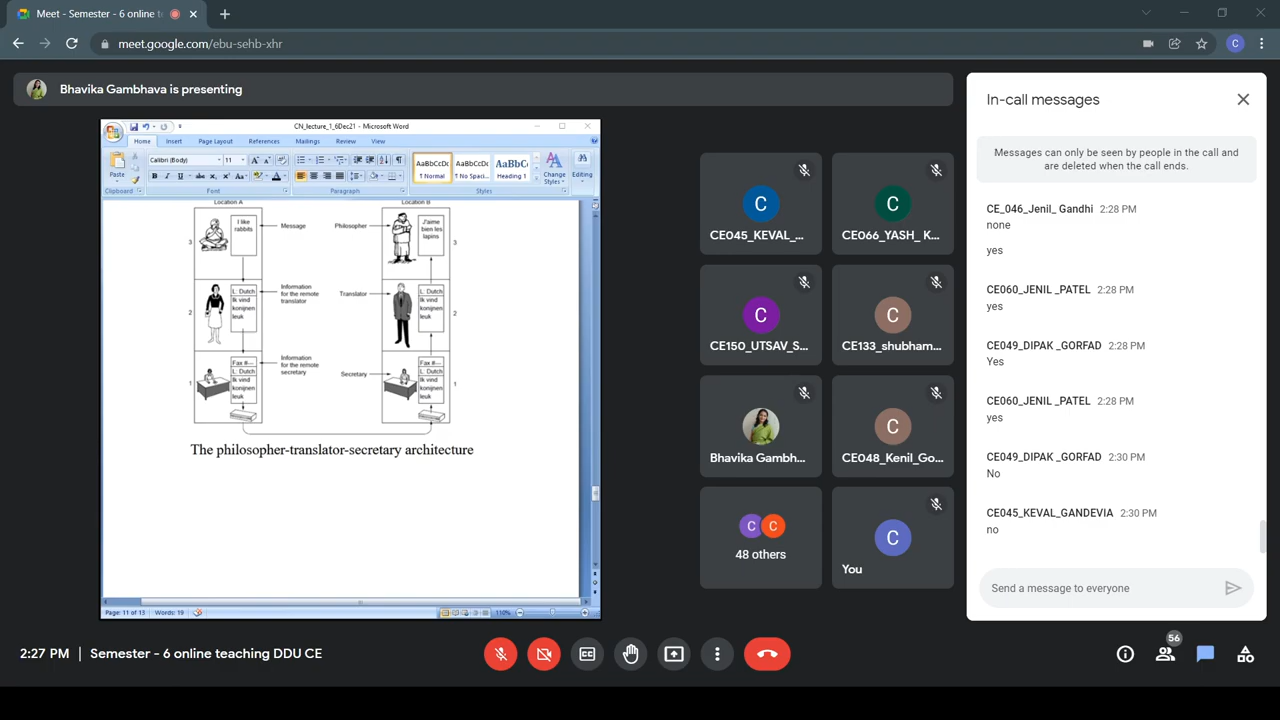 Meet - Semester - 6 online t
meet.google.com/ebu-sehb-xhr
C
Bhavika Gambhava is presenting
CN_lecture_1_6Dec21 - Microsoft Word
Home Insert Page Layout References Mailings Review View
Calibri (Body) 11
AaBbCcDc AaBbCcDc AaBbC
¶ Normal ¶ No Spaci... Heading 1
Paste Change Styles Editing
Clipboard Font Paragraph Styles
Location A Location B
I like rabbits
Message
Philosopher
J'aime bien les lapins
3 3
L: Dutch
Ik vind konijnen leuk
Information for the remote translator
Translator
L: Dutch
Ik vind konijnen leuk
2 2
Fax #---
L: Dutch
Ik vind konijnen leuk
Information for the remote secretary
Secretary
Fax #---
L: Dutch
Ik vind konijnen leuk
1 1
The philosopher-translator-secretary architecture
Page: 11 of 13 Words: 19 110%
C
CE045_KEVAL_...
C
CE066_YASH_ K...
C
CE150_UTSAV_S...
C
CE133_shubham...
Bhavika Gambh...
C
CE048_Kenil_Go...
C C
48 others
C
You
In-call messages
Messages can only be seen by people in the call and
are deleted when the call ends.
CE_046_Jenil_ Gandhi 2:28 PM
none
yes
CE060_JENIL _PATEL 2:28 PM
yes
CE049_DIPAK _GORFAD 2:28 PM
Yes
CE060_JENIL _PATEL 2:28 PM
yes
CE049_DIPAK _GORFAD 2:30 PM
No
CE045_KEVAL_GANDEVIA 2:30 PM
no
Send a message to everyone
2:27 PM | Semester - 6 online teaching DDU CE
56